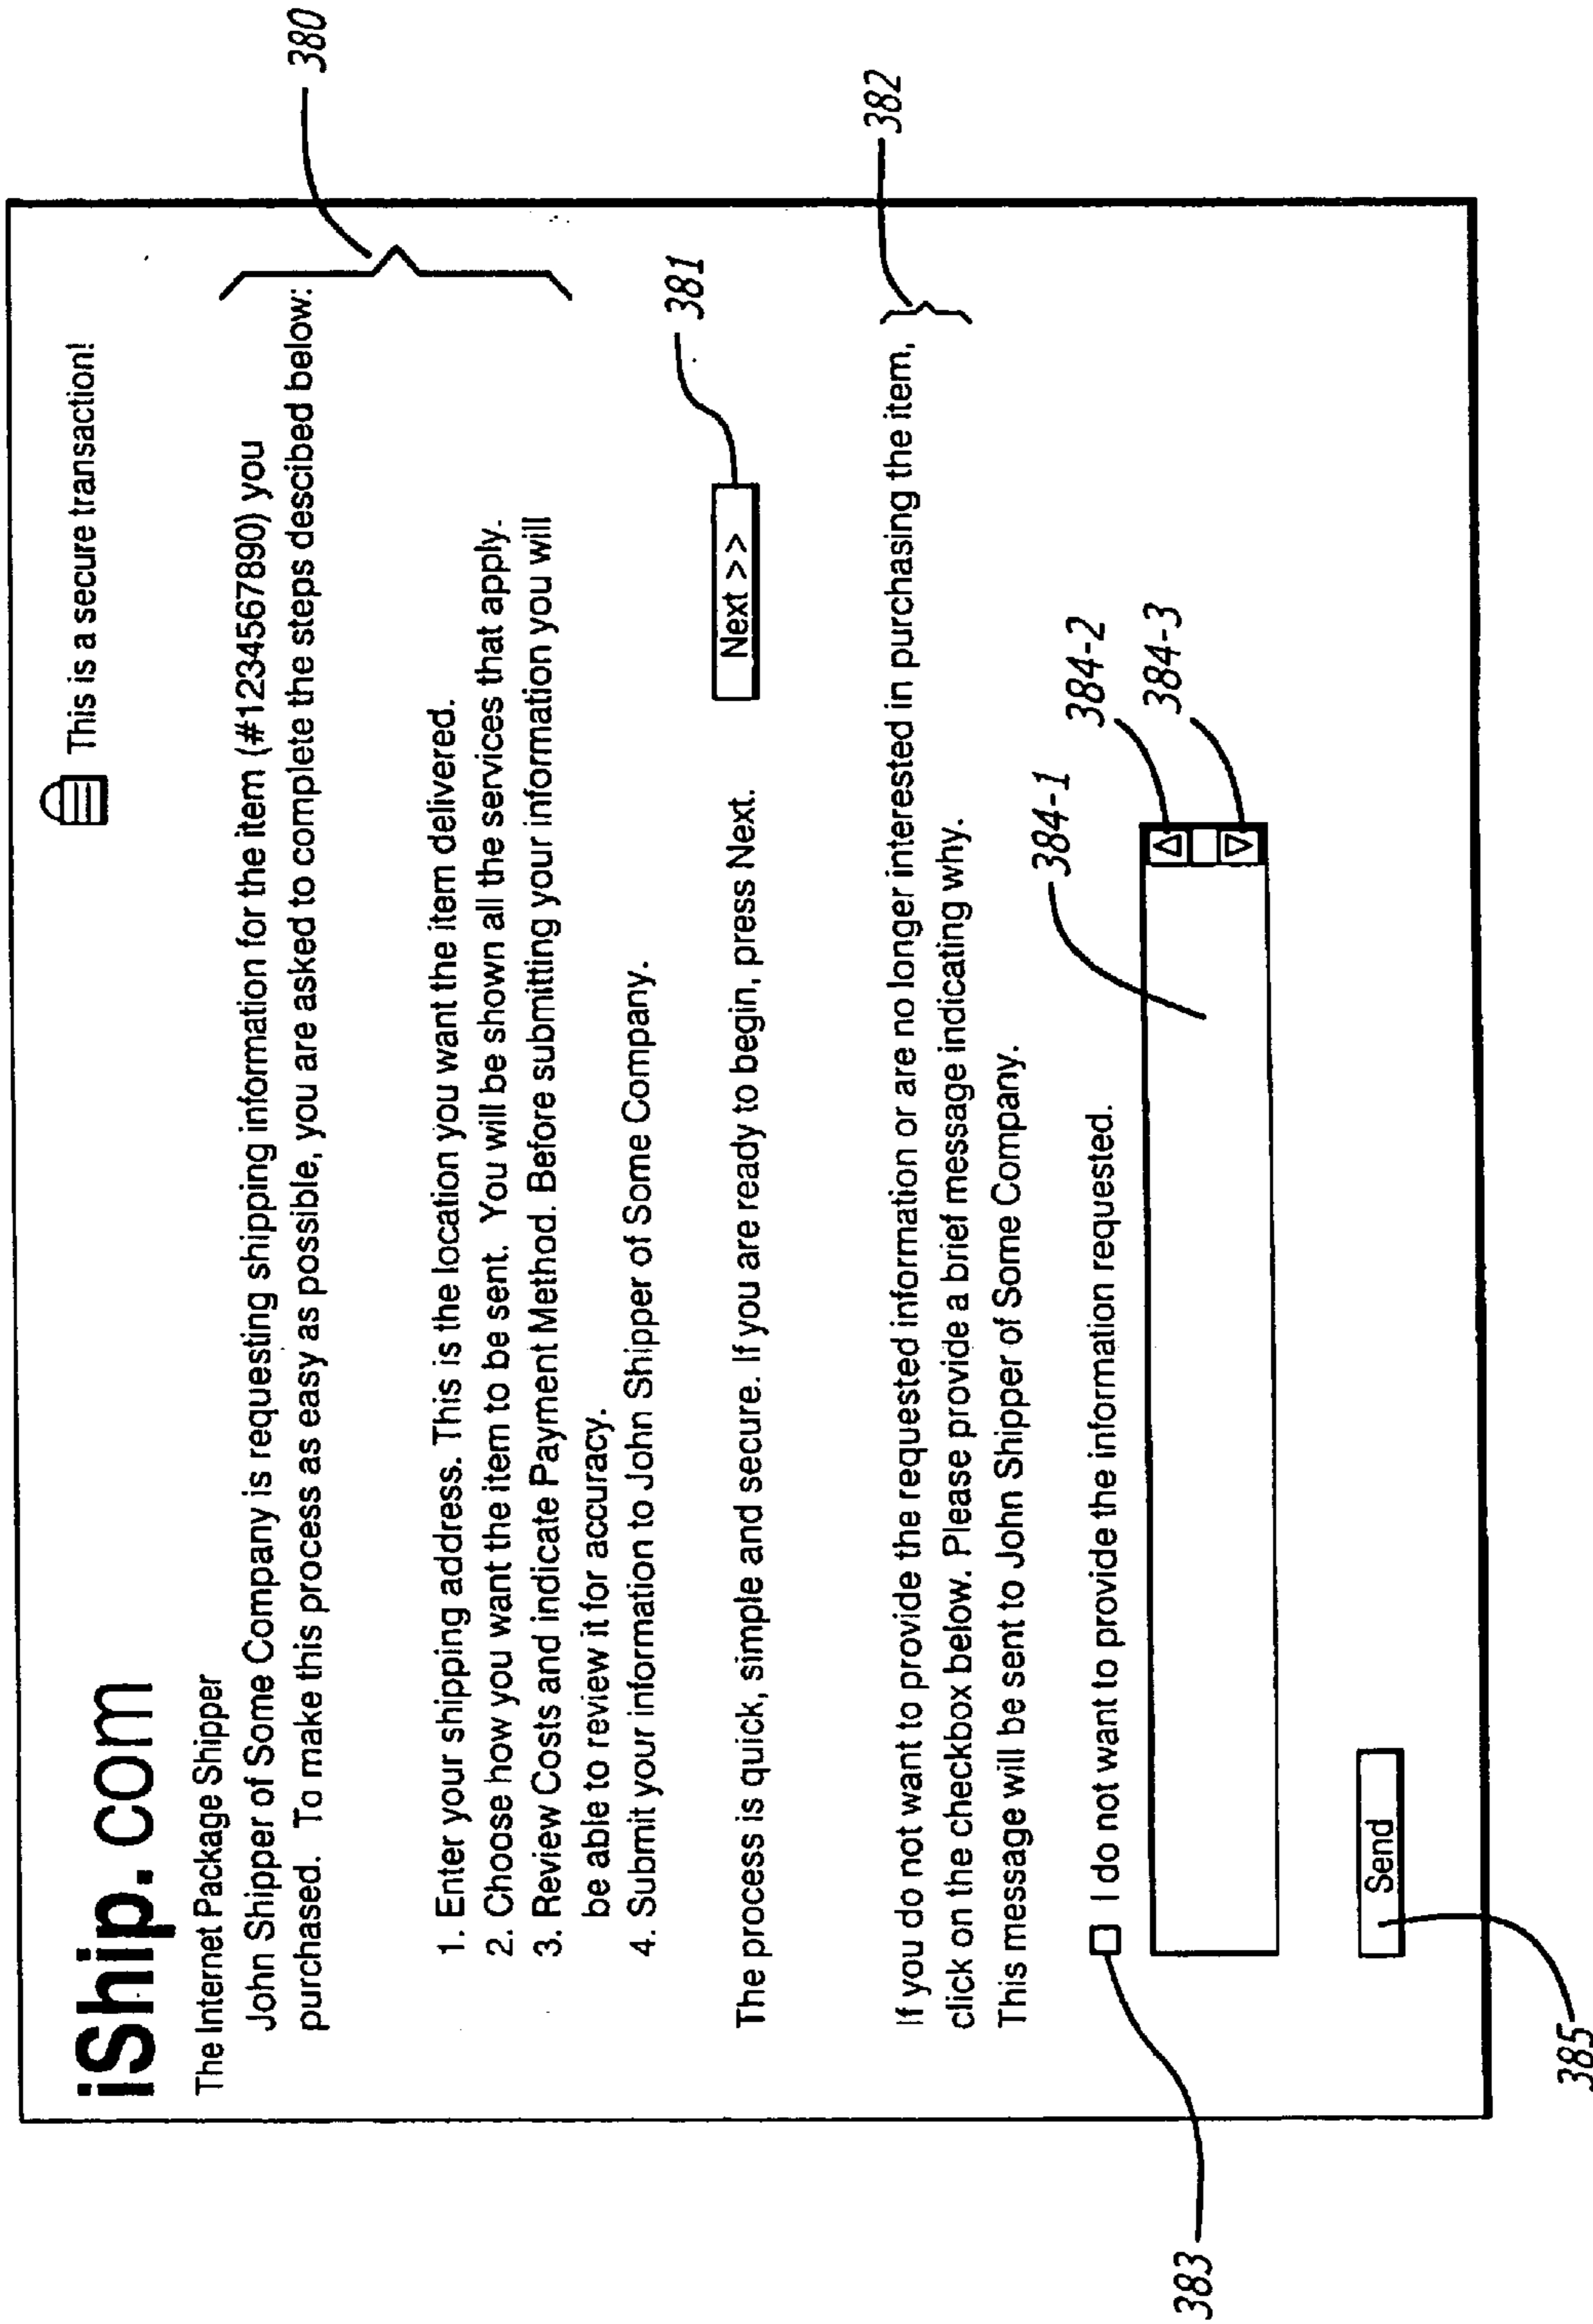 iShip.com
This is a secure transaction!
The Internet Package Shipper
John Shipper of Some Company is requesting shipping information for the item (#1234567890) you
purchased. To make this process as easy as possible, you are asked to complete the steps descibed below:
380
1. Enter your shipping address. This is the location you want the item delivered.
2. Choose how you want the item to be sent. You will be shown all the services that apply.
3. Review Costs and indicate Payment Method. Before submitting your information you will
be able to review it for accuracy.
4. Submit your information to John Shipper of Some Company.
381
The process is quick, simple and secure. If you are ready to begin, press Next.
Next >>
382
If you do not want to provide the requested information or are no longer interested in purchasing the item,
click on the checkbox below. Please provide a brief message indicating why.
This message will be sent to John Shipper of Some Company.
383
I do not want to provide the information requested.
384-1
384-2
384-3
Send
385